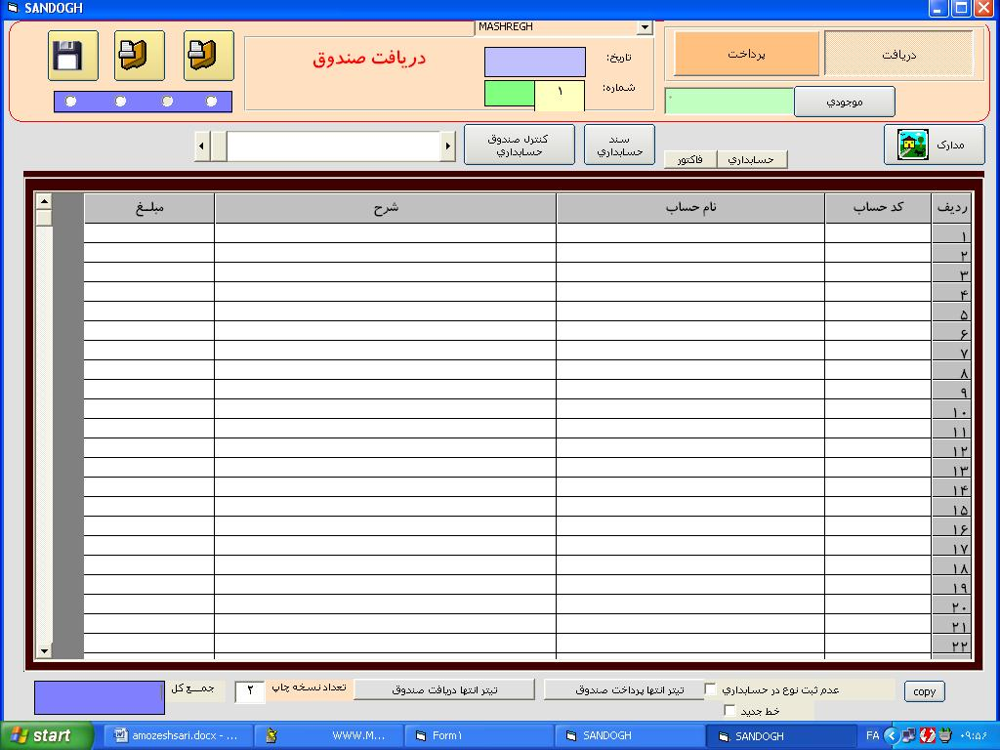 SANDOGH
MASHREGH
دریافت
پرداخت
تاریخ:
دریافت صندوق
شماره:
۱
موجودي
مدارک
سند
حسابداري
کنترل صندوق
حسابداري
حسابداري
فاکتور
ردیف
کد حساب
نام حساب
شرح
مبلـغ
۱
۲
۳
۴
۵
۶
۷
۸
۹
۱۰
۱۱
۱۲
۱۳
۱۴
۱۵
۱۶
۱۷
۱۸
۱۹
۲۰
۲۱
۲۲
copy
عدم ثبت نوع در حسابداري
تیتر انتها پرداخت صندوق
تیتر انتها دریافت صندوق
تعداد نسخه چاپ
۲
جمـــع کل
خط جدید
start
amozeshsari.docx - ...
WWW.M...
Form۱
SANDOGH
SANDOGH
FA
۰۹:۵۶